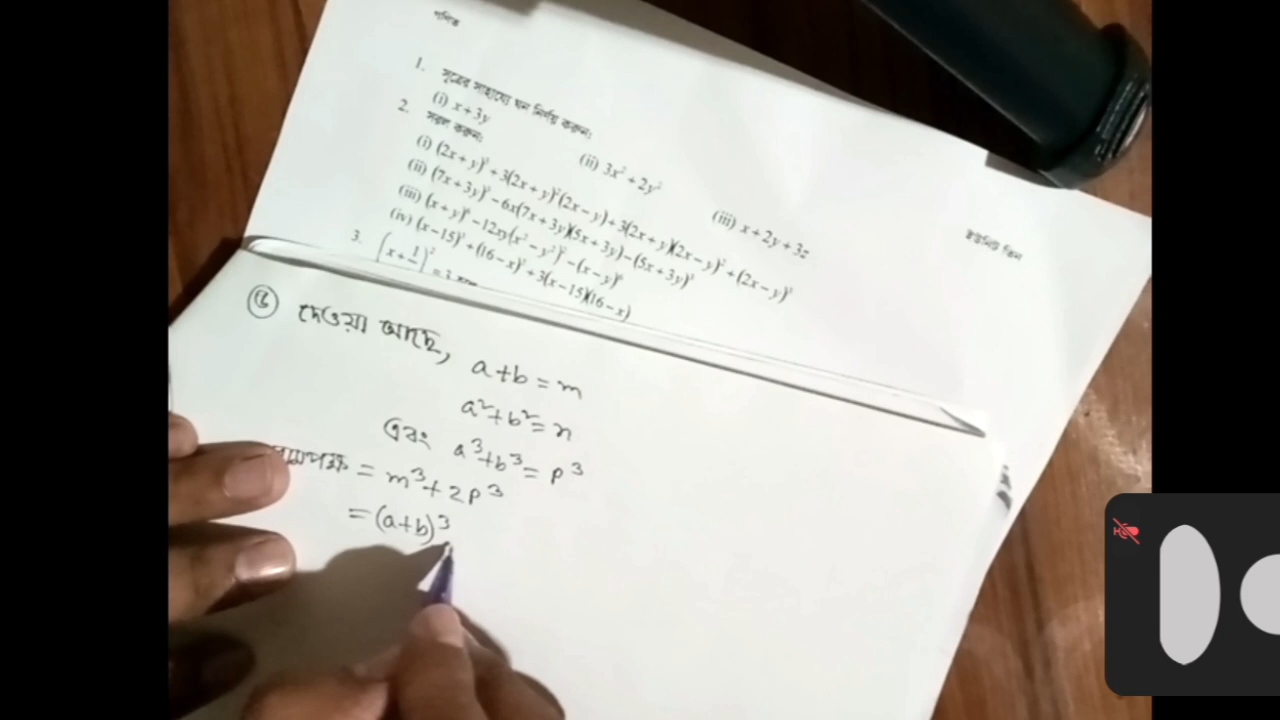 গণিত
ইউনিট তিন
1. সূত্রের সাহায্যে ঘন নির্ণয় করুন।
(i) x+3y (ii) 3x²+2y² (iii) x+2y+3z
2. সরল করুন।
(i) (2x+y)³+3(2x+y)²(2x-y)+3(2x+y)(2x-y)²+(2x-y)³
(ii) (7x+3y)³-6x(7x+3y)(5x+3y)-(5x+3y)³
(iii) (x+y)⁶-12xy(x²-y²)²-(x-y)⁶
(iv) (x-15)³+(16-x)³+3(x-15)(16-x)
3. (x+1
দেওয়া আছে, a+b = m
a²+b² = n
এবং a³+b³ = p³
বামপক্ষ = m³+2p³
= (a+b)³